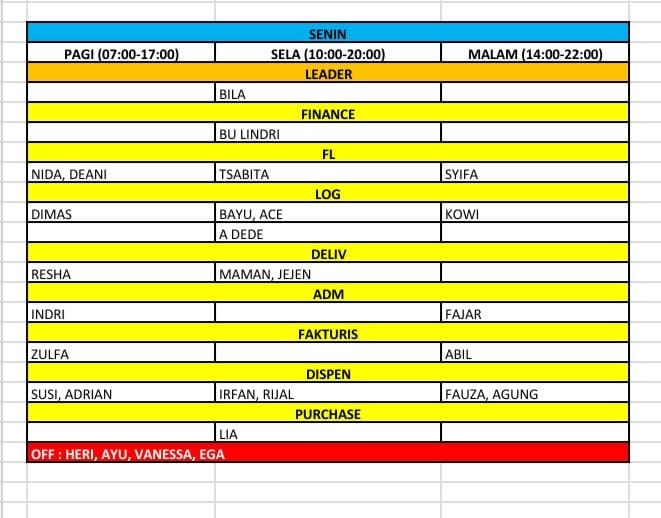 SENIN
PAGI (07:00-17:00) SELA (10:00-20:00) MALAM (14:00-22:00)
LEADER
BILA
FINANCE
BU LINDRI
FL
NIDA, DEANI TSABITA SYIFA
LOG
DIMAS BAYU, ACE KOWI
A DEDE
DELIV
RESHA MAMAN, JEJEN
ADM
INDRI FAJAR
FAKTURIS
ZULFA ABIL
DISPEN
SUSI, ADRIAN IRFAN, RIJAL FAUZA, AGUNG
PURCHASE
LIA
OFF : HERI, AYU, VANESSA, EGA